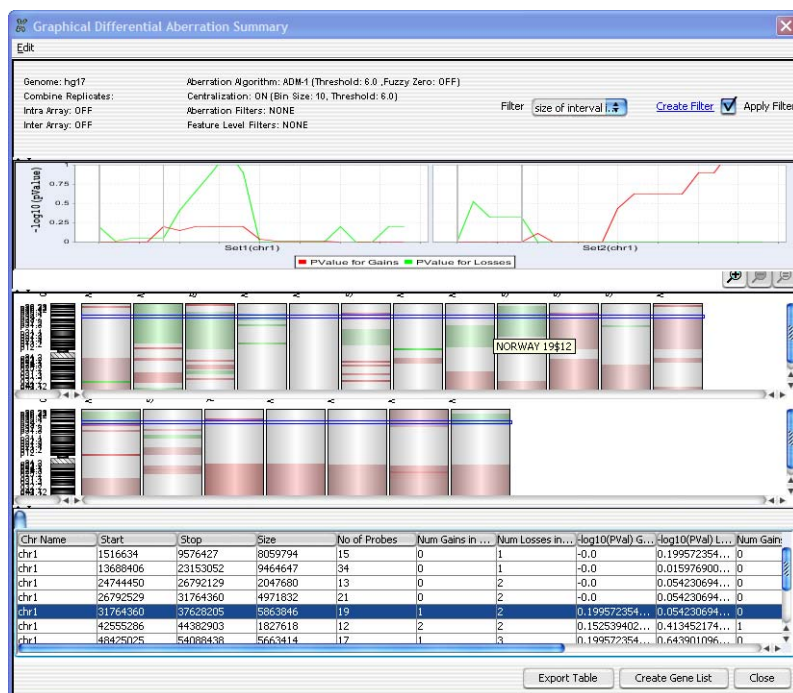 Graphical Differential Aberration Summary
Edit
Genome: hg17
Combine Replicates:
Intra Array: OFF
Inter Array: OFF
Aberration Algorithm: ADM-1 (Threshold: 6.0 ,Fuzzy Zero: OFF)
Centralization: ON (Bin Size: 10, Threshold: 6.0)
Aberration Filters: NONE
Feature Level Filters: NONE
Filter size of interval i... Create Filter Apply Filter
-log10(pValue)
1
0.75
0.5
0.25
0
Set1(chr1) Set2(chr1)
PValue for Gains PValue for Losses
NORWAY 19$12
Chr Name Start Stop Size No of Probes Num Gains in ... Num Losses in... -log10(PVal) G... -log10(PVal) L... Num Gains
chr1 1516634 9576427 8059794 15 0 1 -0.0 0.199572354... 0
chr1 13688406 23153052 9464647 34 0 1 -0.0 0.015976900... 0
chr1 24744450 26792129 2047680 13 0 2 -0.0 0.054230694... 0
chr1 26792529 31764360 4971832 21 0 2 -0.0 0.054230694... 0
chr1 31764360 37628205 5863846 19 1 2 0.199572354... 0.054230694... 0
chr1 42555286 44382903 1827618 12 2 2 0.152539402... 0.413452174... 1
chr1 48425025 54088438 5663414 17 1 3 0.199572354... 0.643901096... 0
Export Table Create Gene List Close